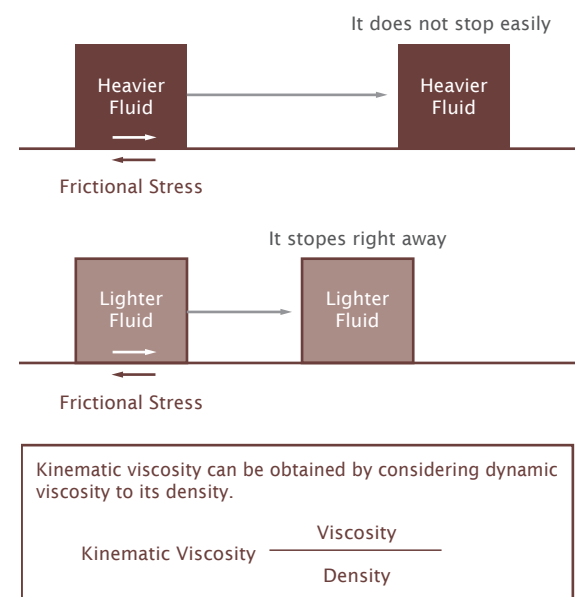 It does not stop easily
Heavier
Fluid
Heavier
Fluid
Frictional Stress
It stopes right away
Lighter
Fluid
Lighter
Fluid
Frictional Stress
Kinematic viscosity can be obtained by considering dynamic
viscosity to its density.
Viscosity
Kinematic Viscosity
Density